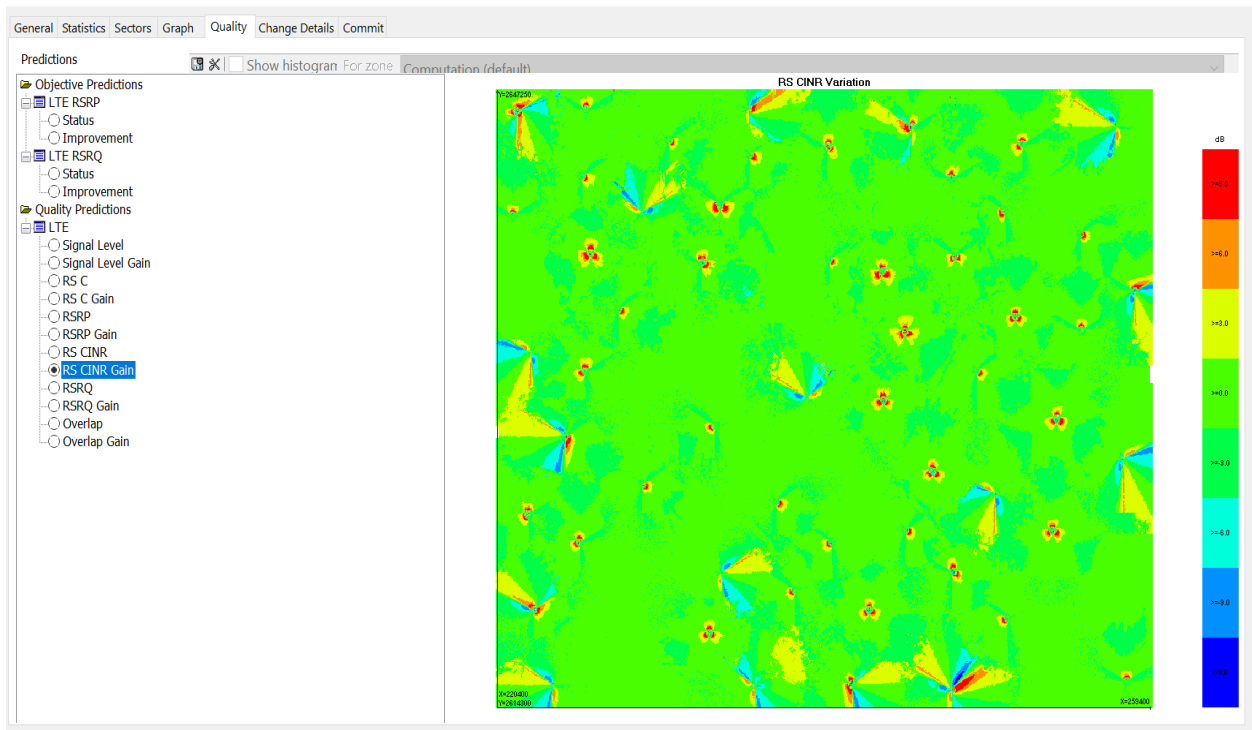 General Statistics Sectors Graph Quality Change Details Commit
Predictions
Show histogran For zone Computation (default)
Objective Predictions
LTE RSRP
Status
Improvement
LTE RSRQ
Status
Improvement
Quality Predictions
LTE
Signal Level
Signal Level Gain
RS C
RS C Gain
RSRP
RSRP Gain
RS CINR
RS CINR Gain
RSRQ
RSRQ Gain
Overlap
Overlap Gain
RS CINR Variation
Y=2647250
X=220400
Y=2614300
X=259400
dB
>=6.0
>=3.0
>=0.0
>=-3.0
>=-6.0
>=-9.0